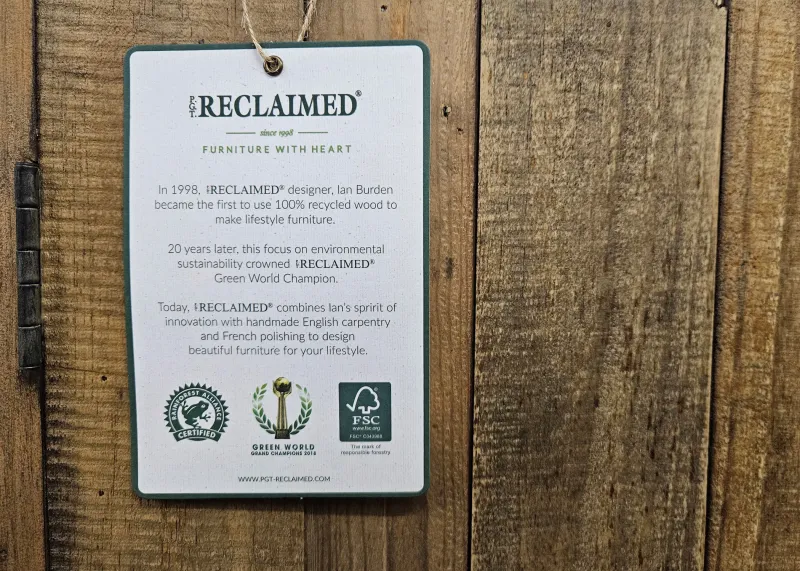 PGT. RECLAIMED®
since 1998
FURNITURE WITH HEART
In 1998, PGT RECLAIMED® designer, Ian Burden
became the first to use 100% recycled wood to
make lifestyle furniture.
20 years later, this focus on environmental
sustainability crowned PGT RECLAIMED®
Green World Champion.
Today, PGT RECLAIMED® combines Ian's spririt of
innovation with handmade English carpentry
and French polishing to design
beautiful furniture for your lifestyle.
RAINFOREST ALLIANCE
CERTIFIED
GREEN WORLD
GRAND CHAMPIONS 2018
FSC
www.fsc.org
The mark of
responsible forestry
WWW.PGT-RECLAIMED.COM